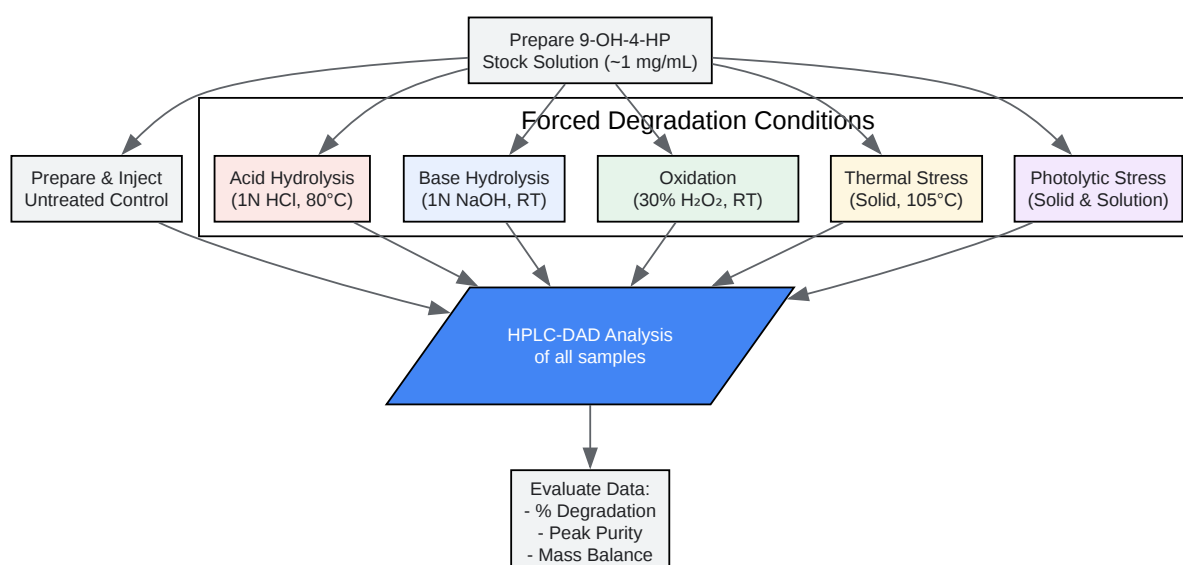 Prepare 9-OH-4-HP
Stock Solution (~1 mg/mL)
Forced Degradation Conditions
Prepare & Inject
Untreated Control
Acid Hydrolysis
(1N HCl, 80°C)
Base Hydrolysis
(1N NaOH, RT)
Oxidation
(30% H₂O₂, RT)
Thermal Stress
(Solid, 105°C)
Photolytic Stress
(Solid & Solution)
HPLC-DAD Analysis
of all samples
Evaluate Data:
- % Degradation
- Peak Purity
- Mass Balance